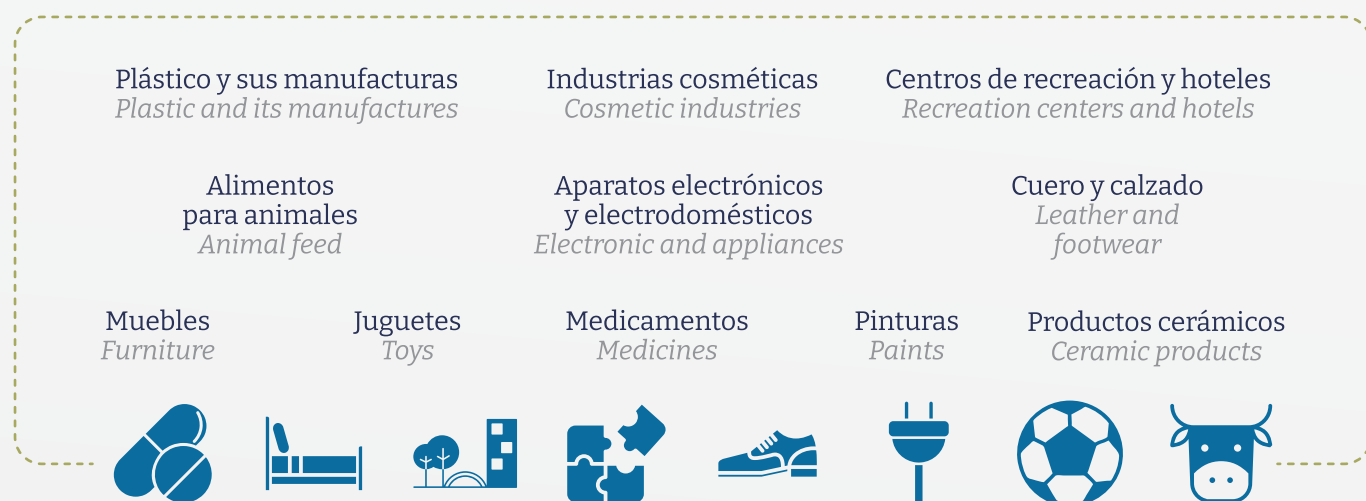 Plástico y sus manufacturas
Plastic and its manufactures
Industrias cosméticas
Cosmetic industries
Centros de recreación y hoteles
Recreation centers and hotels
Alimentos
para animales
Animal feed
Aparatos electrónicos
y electrodomésticos
Electronic and appliances
Cuero y calzado
Leather and
footwear
Muebles
Furniture
Juguetes
Toys
Medicamentos
Medicines
Pinturas
Paints
Productos cerámicos
Ceramic products